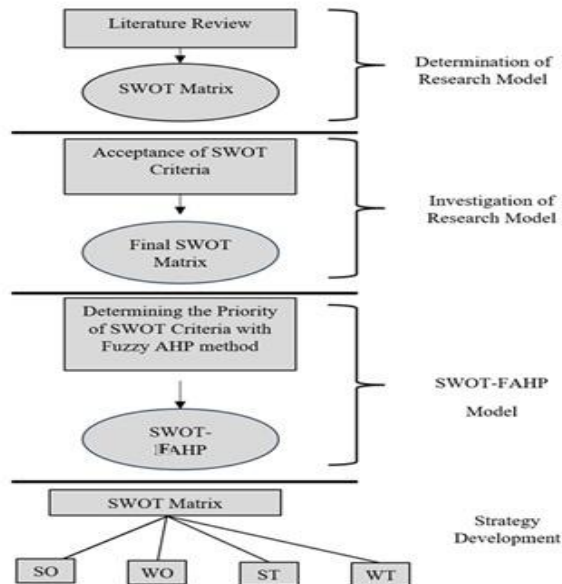 Literature Review
SWOT Matrix
Determination of
Research Model
Acceptance of SWOT
Criteria
Final SWOT
Matrix
Investigation of
Research Model
Determining the Priority
of SWOT Criteria with
Fuzzy AHP method
SWOT-
FAHP
SWOT-FAHP
Model
SWOT Matrix
SO
WO
ST
WT
Strategy
Development